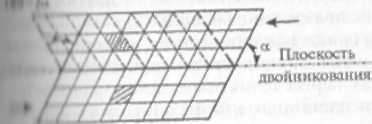 α
Плоскость
двойникования